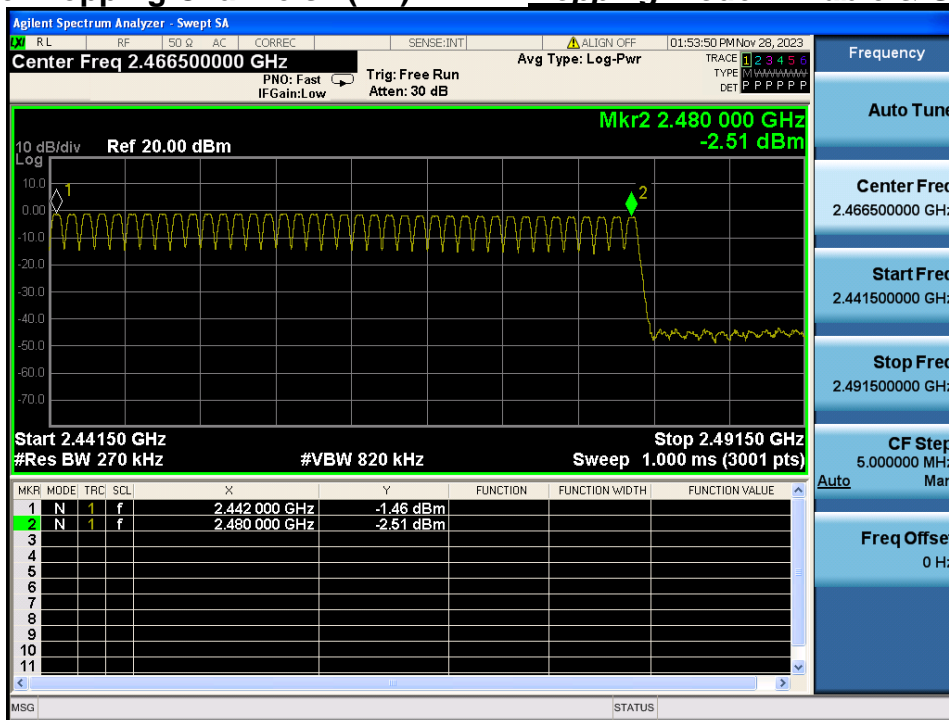 Agilent Spectrum Analyzer - Swept SA
LXI RL RF 50 Ω AC CORREC SENSE:INT ALIGN OFF 01:53:50 PM Nov 28, 2023
Center Freq 2.466500000 GHz
PNO: Fast
IFGain:Low
Trig: Free Run
Atten: 30 dB
Avg Type: Log-Pwr
TRACE 1 2 3 4 5 6
TYPE M
DET P P P P P P
Mkr2 2.480 000 GHz
-2.51 dBm
10 dB/div Ref 20.00 dBm
Log
10.0
0.00
-10.0
-20.0
-30.0
-40.0
-50.0
-60.0
-70.0
1
2
Start 2.44150 GHz Stop 2.49150 GHz
#Res BW 270 kHz #VBW 820 kHz Sweep 1.000 ms (3001 pts)
MKR MODE TRC SCL X Y FUNCTION FUNCTION WIDTH FUNCTION VALUE
1 N 1 f 2.442 000 GHz -1.46 dBm
2 N 1 f 2.480 000 GHz -2.51 dBm
3
4
5
6
7
8
9
10
11
MSG STATUS
Frequency
Auto Tune
Center Freq
2.466500000 GHz
Start Freq
2.441500000 GHz
Stop Freq
2.491500000 GHz
CF Step
5.000000 MHz
Auto Man
Freq Offset
0 Hz